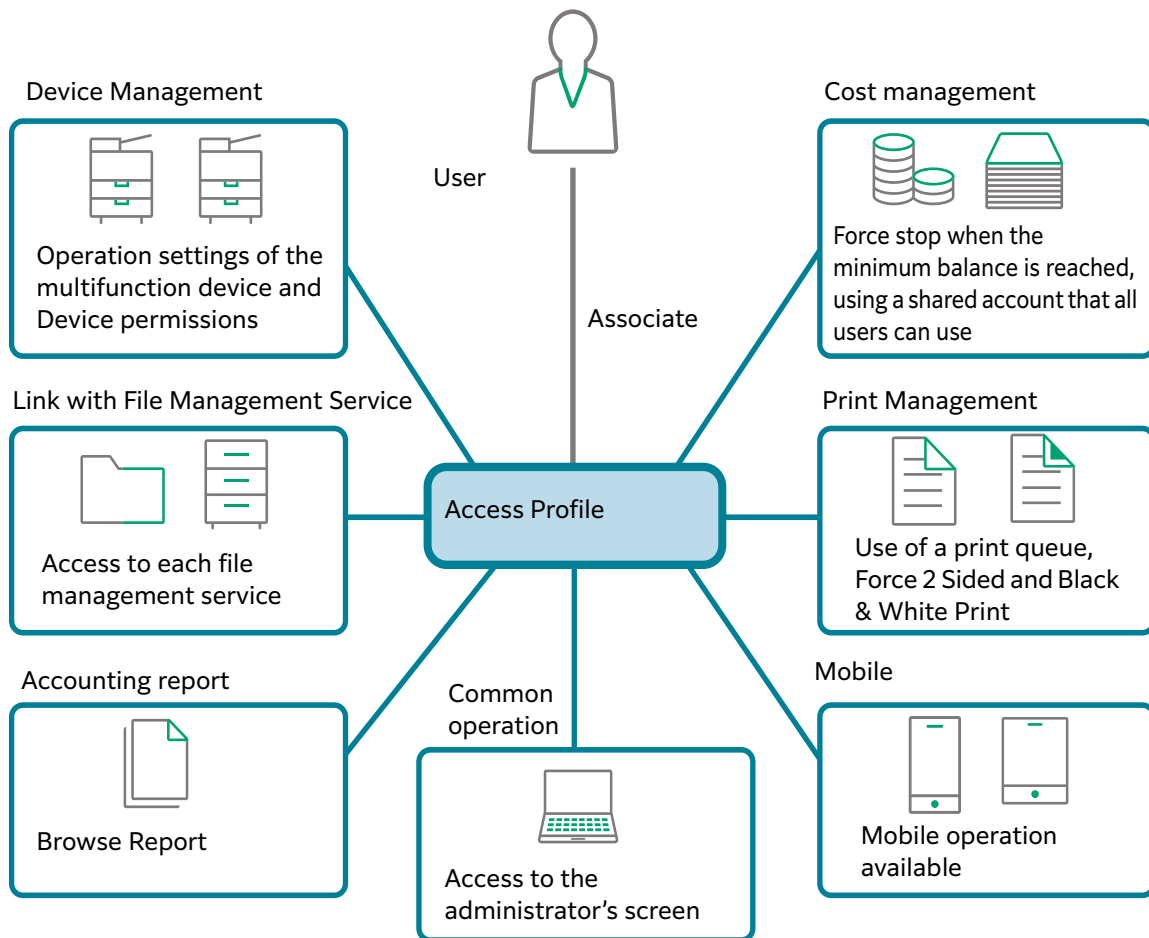 Device Management
Operation settings of the
multifunction device and
Device permissions
User
Associate
Cost management
Force stop when the
minimum balance is reached,
using a shared account that all
users can use
Link with File Management Service
Access to each file
management service
Access Profile
Print Management
Use of a print queue,
Force 2 Sided and Black
& White Print
Accounting report
Browse Report
Common
operation
Access to the
administrator’s screen
Mobile
Mobile operation
available